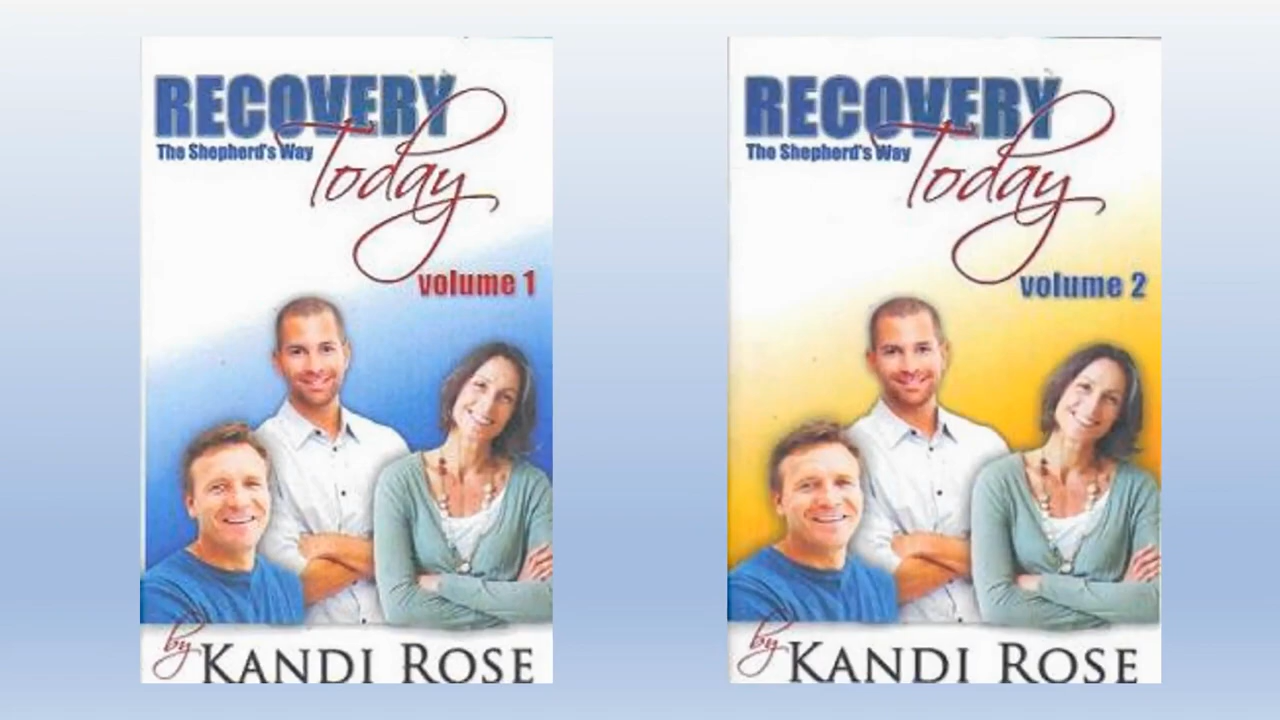 RECOVERY
The Shepherd's Way
Today
volume 1
by KANDI ROSE
RECOVERY
The Shepherd's Way
Today
volume 2
by KANDI ROSE